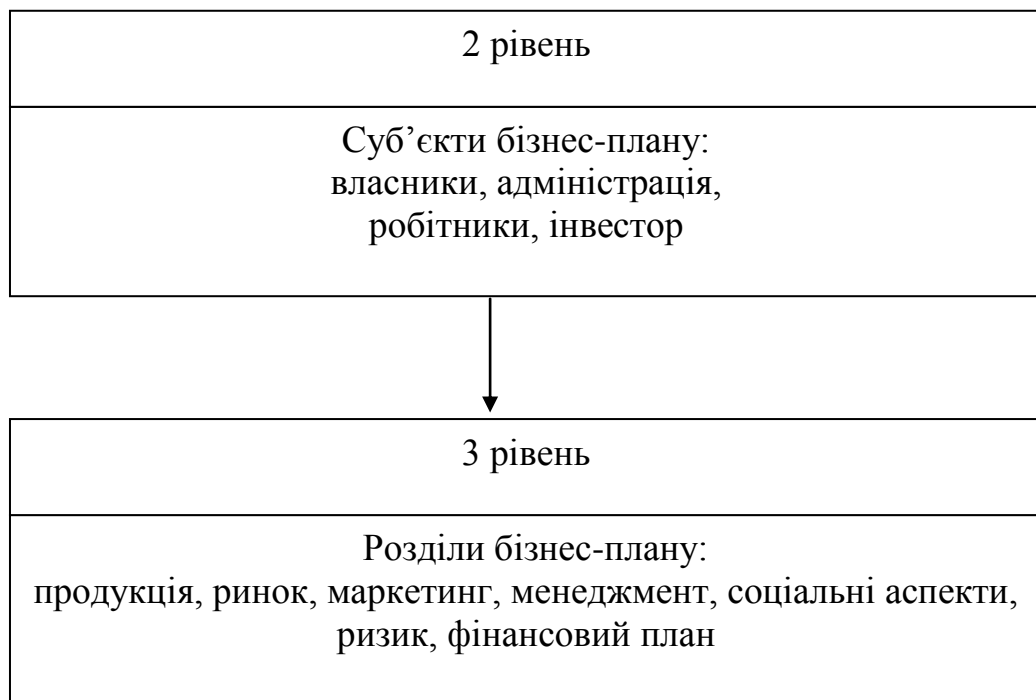 2 рівень
Суб’єкти бізнес-плану:
власники, адміністрація,
робітники, інвестор
3 рівень
Розділи бізнес-плану:
продукція, ринок, маркетинг, менеджмент, соціальні аспекти,
ризик, фінансовий план